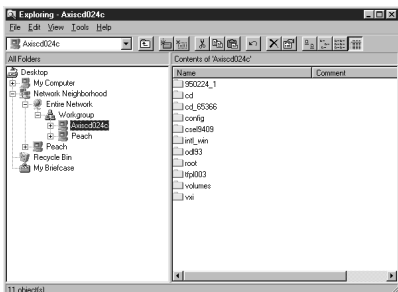 Exploring - Axiscd024c
File Edit View Tools Help
Axiscd024c
All Folders
Contents of 'Axiscd024c'
Desktop
My Computer
Network Neighborhood
Entire Network
Workgroup
Axiscd024c
Peach
Peach
Recycle Bin
My Briefcase
Name Comment
950224_1
cd
cd_65366
config
csel9409
intl_win
odl93
root
tfpl003
volumes
vxi
11 object(s)